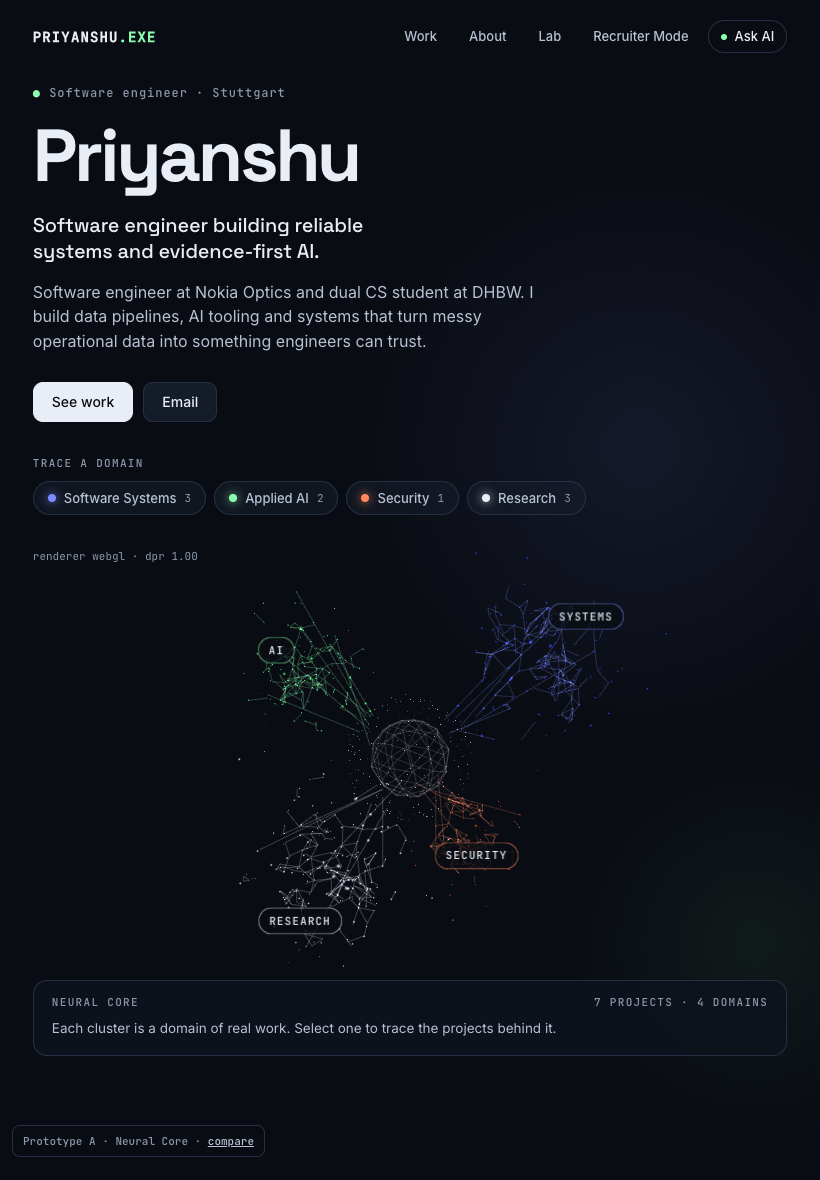 PRIYANSHU.EXE
Work About Lab Recruiter Mode Ask AI
Software engineer · Stuttgart
Priyanshu
Software engineer building reliable
systems and evidence-first AI.
Software engineer at Nokia Optics and dual CS student at DHBW. I
build data pipelines, AI tooling and systems that turn messy
operational data into something engineers can trust.
See work Email
TRACE A DOMAIN
Software Systems 3 Applied AI 2 Security 1 Research 3
renderer webgl · dpr 1.00
SYSTEMS
AI
SECURITY
RESEARCH
NEURAL CORE 7 PROJECTS · 4 DOMAINS
Each cluster is a domain of real work. Select one to trace the projects behind it.
Prototype A · Neural Core · compare